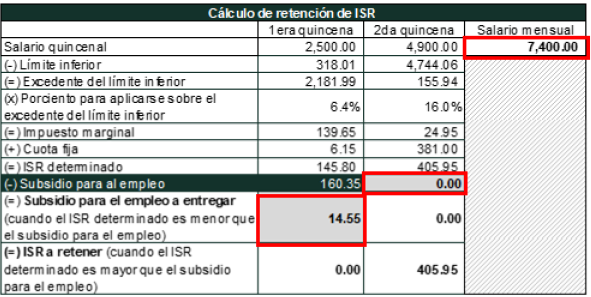 Cálculo de retención de ISR
1era quincena 2da quincena Salario mensual
Salario quincenal 2,500.00 4,900.00 7,400.00
(-) Límite inferior 318.01 4,744.06
(=) Excedente del límite inferior 2,181.99 155.94
(x) Porciento para aplicarse sobre el
excedente del límite inferior 6.4% 16.0%
(=) Impuesto marginal 139.65 24.95
(+) Cuota fija 6.15 381.00
(=) ISR determinado 145.80 405.95
(-) Subsidio para al empleo 160.35 0.00
(=) Subsidio para el empleo a entregar
(cuando el ISR determinado es menor que 14.55 0.00
el subsidio para el empleo)
(=) ISR a retener (cuando el ISR
determinado es mayor que el subsidio 0.00 405.95
para el empleo)